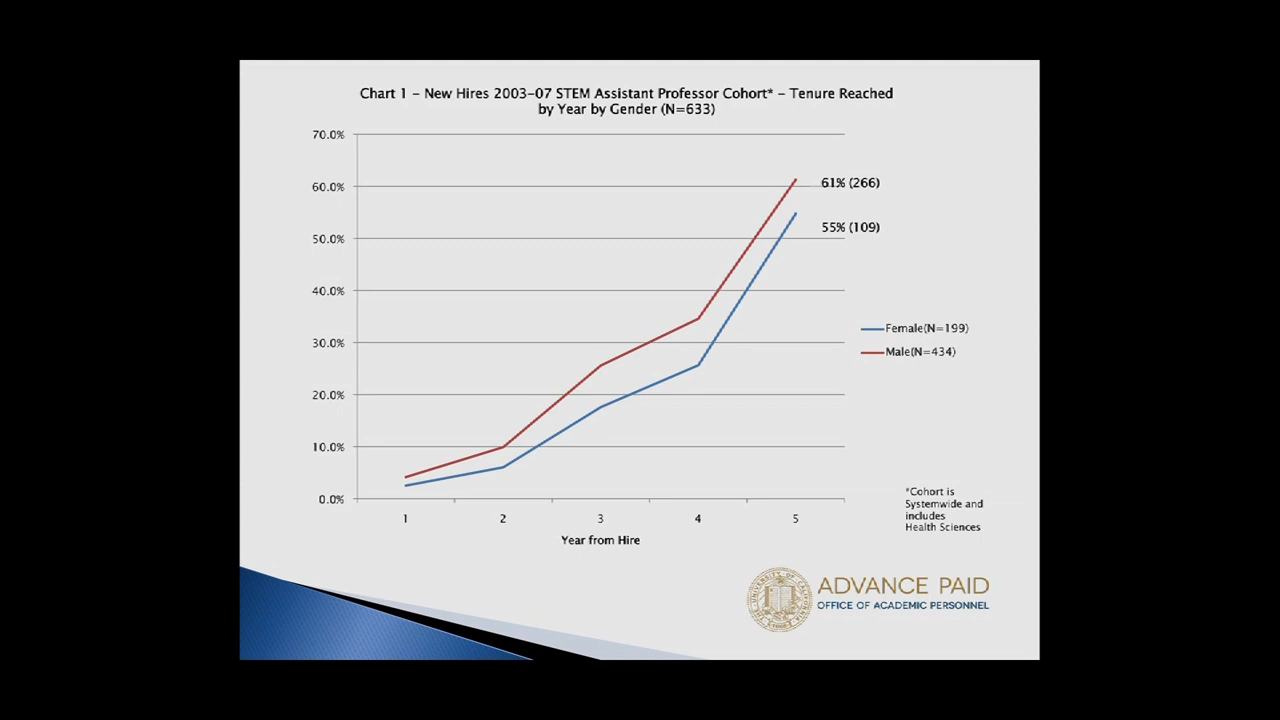 Chart 1 – New Hires 2003–07 STEM Assistant Professor Cohort* – Tenure Reached
by Year by Gender (N=633)
70.0%
60.0%
50.0%
40.0%
30.0%
20.0%
10.0%
0.0%
61% (266)
55% (109)
Female(N=199)
Male(N=434)
1
2
3
4
5
Year from Hire
*Cohort is
Systemwide and
includes
Health Sciences
ADVANCE PAID
OFFICE OF ACADEMIC PERSONNEL